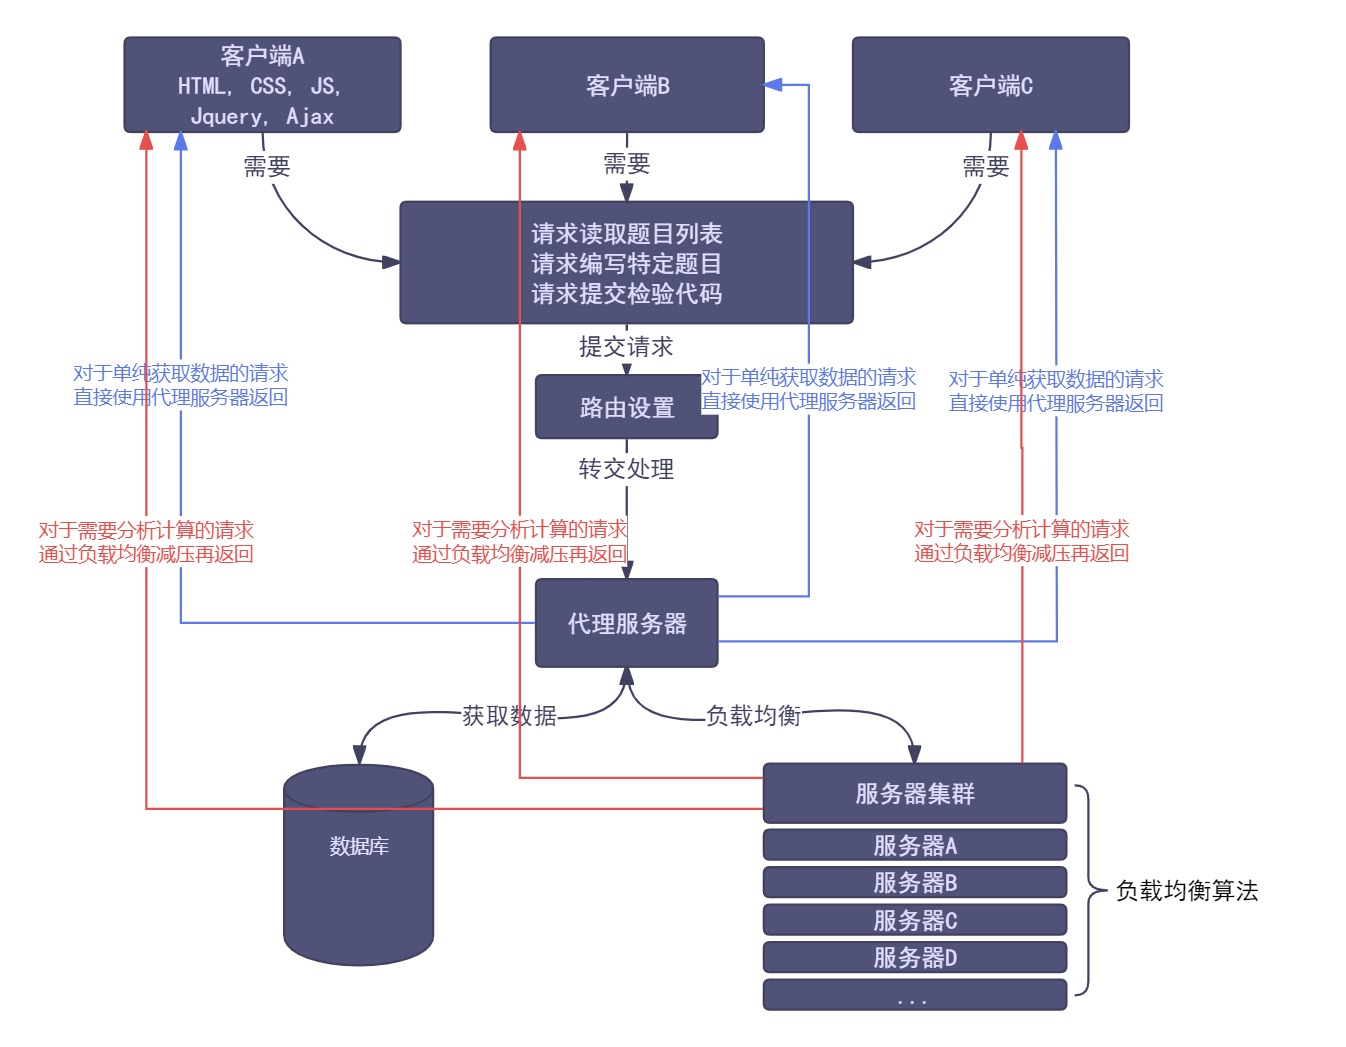 客户端A
HTML, CSS, JS,
Jquery, Ajax
客户端B
客户端C
需要
需要
需要
请求读取题目列表
请求编写特定题目
请求提交检验代码
提交请求
对于单纯获取数据的请求
直接使用代理服务器返回
路由设置
对于单纯获取数据的请求
直接使用代理服务器返回
对于单纯获取数据的请求
直接使用代理服务器返回
转交处理
对于需要分析计算的请求
通过负载均衡减压再返回
对于需要分析计算的请求
通过负载均衡减压再返回
对于需要分析计算的请求
通过负载均衡减压再返回
代理服务器
获取数据
负载均衡
数据库
服务器集群
服务器A
服务器B
服务器C
服务器D
...
负载均衡算法